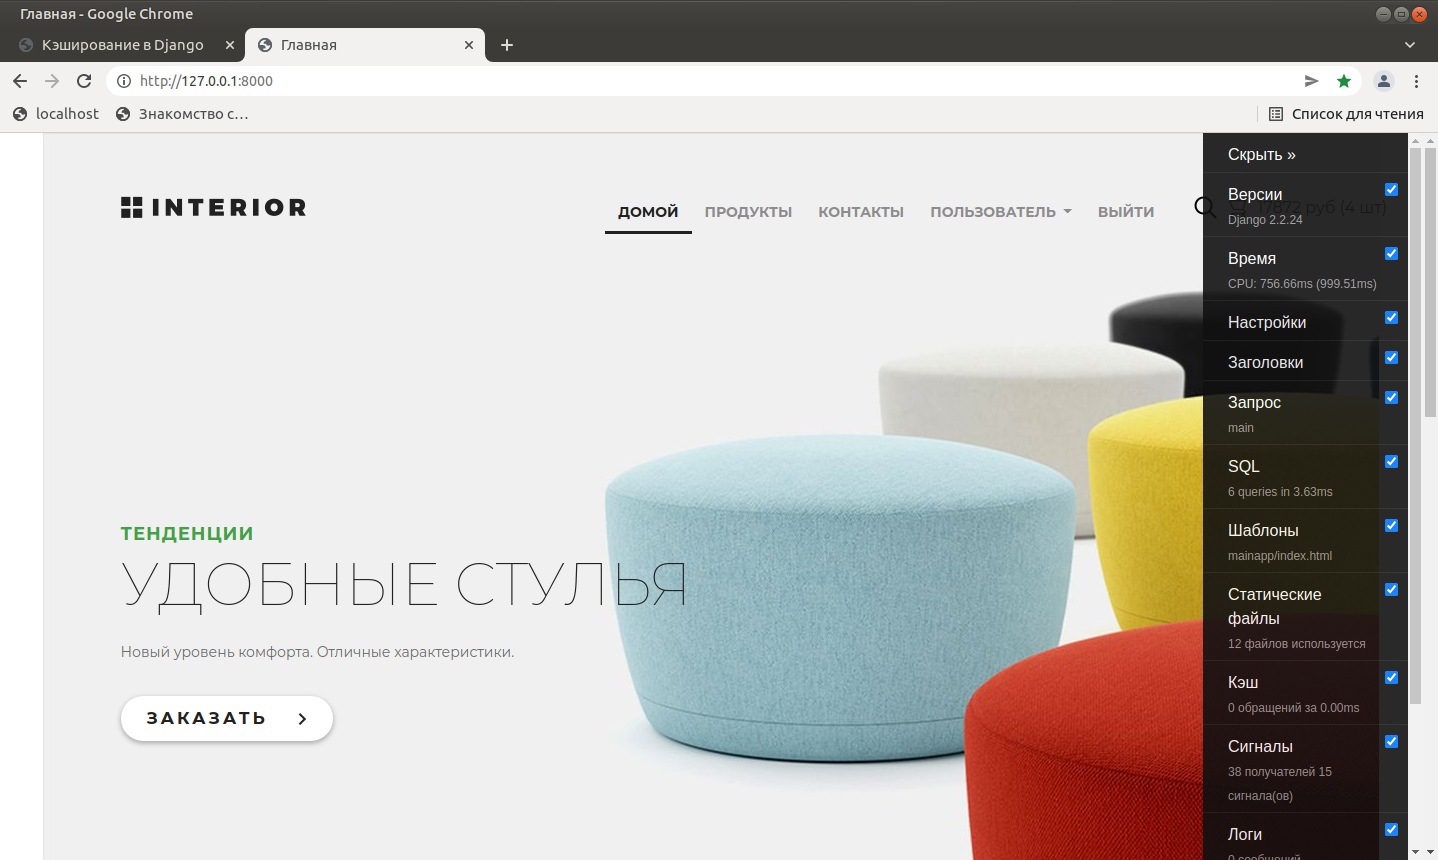 Главная - Google Chrome
Кэширование в Django
Главная
http://127.0.0.1:8000
localhost
Знакомство с…
Список для чтения
INTERIOR
ДОМОЙ
ПРОДУКТЫ
КОНТАКТЫ
ПОЛЬЗОВАТЕЛЬ
ВЫЙТИ
руб (4 шт)
ТЕНДЕНЦИИ
УДОБНЫЕ СТУЛЬЯ
Новый уровень комфорта. Отличные характеристики.
ЗАКАЗАТЬ
Скрыть »
Версии
Django 2.2.24
Время
CPU: 756.66ms (999.51ms)
Настройки
Заголовки
Запрос
main
SQL
6 queries in 3.63ms
Шаблоны
mainapp/index.html
Статические
файлы
12 файлов используется
Кэш
0 обращений за 0.00ms
Сигналы
38 получателей 15
сигнала(ов)
Логи
0 сообщений